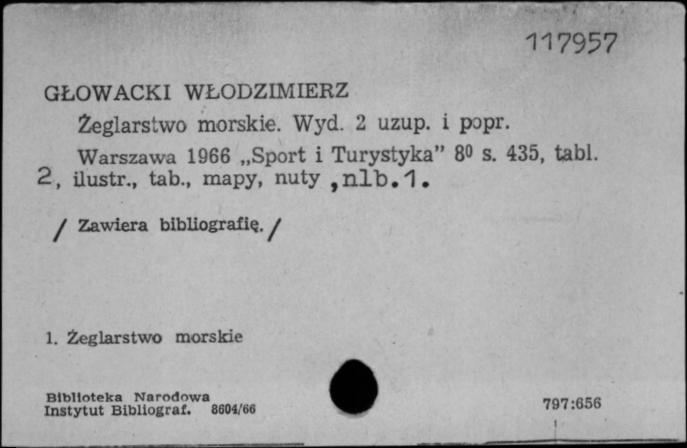 117957
GŁOWACKI WŁODZIMIERZ
Żeglarstwo morskie. Wyd. 2 uzup. i popr.
Warszawa 1966 „Sport i Turystyka” 8⁰ s. 435, tabl.
2, ilustr., tab., mapy, nuty ,nlb.1.
/ Zawiera bibliografię. /
1. Żeglarstwo morskie
Biblioteka Narodowa
Instytut Bibliograf. 8604/66
797:656